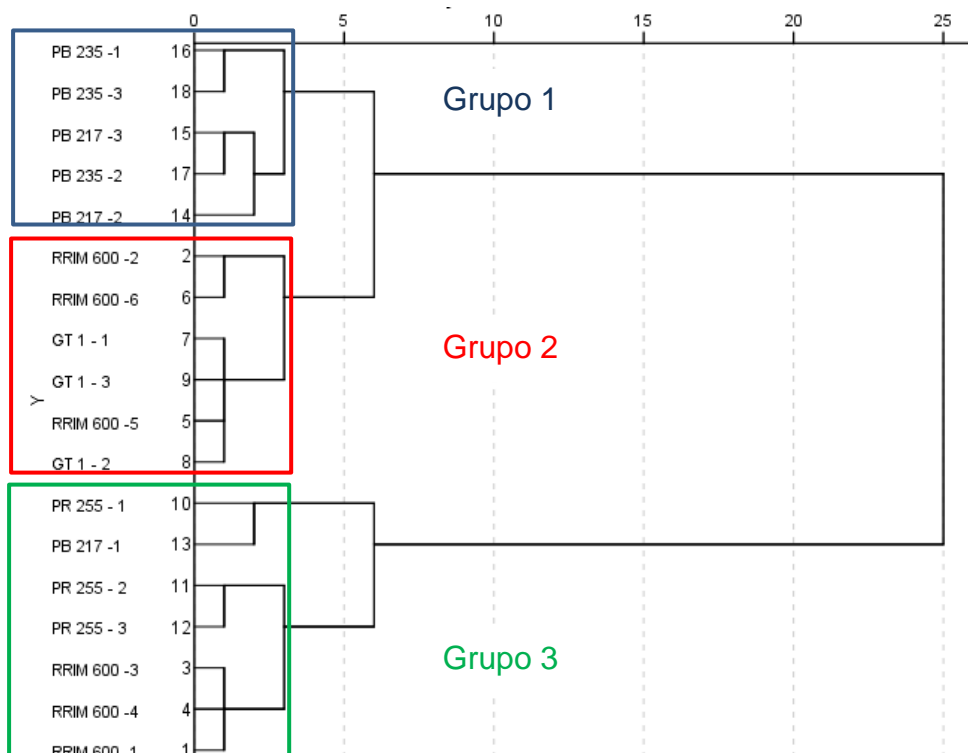 0 5 10 15 20 25
PB 235 -1 16
PB 235 -3 18
Grupo 1
PB 217 -3 15
PB 235 -2 17
PB 217 -2 14
RRIM 600 -2 2
RRIM 600 -6 6
GT 1 - 1 7
Grupo 2
GT 1 - 3 9
Y
RRIM 600 -5 5
GT 1 - 2 8
PR 255 - 1 10
PB 217 -1 13
PR 255 - 2 11
PR 255 - 3 12
Grupo 3
RRIM 600 -3 3
RRIM 600 -4 4
RRIM 600 -1 1